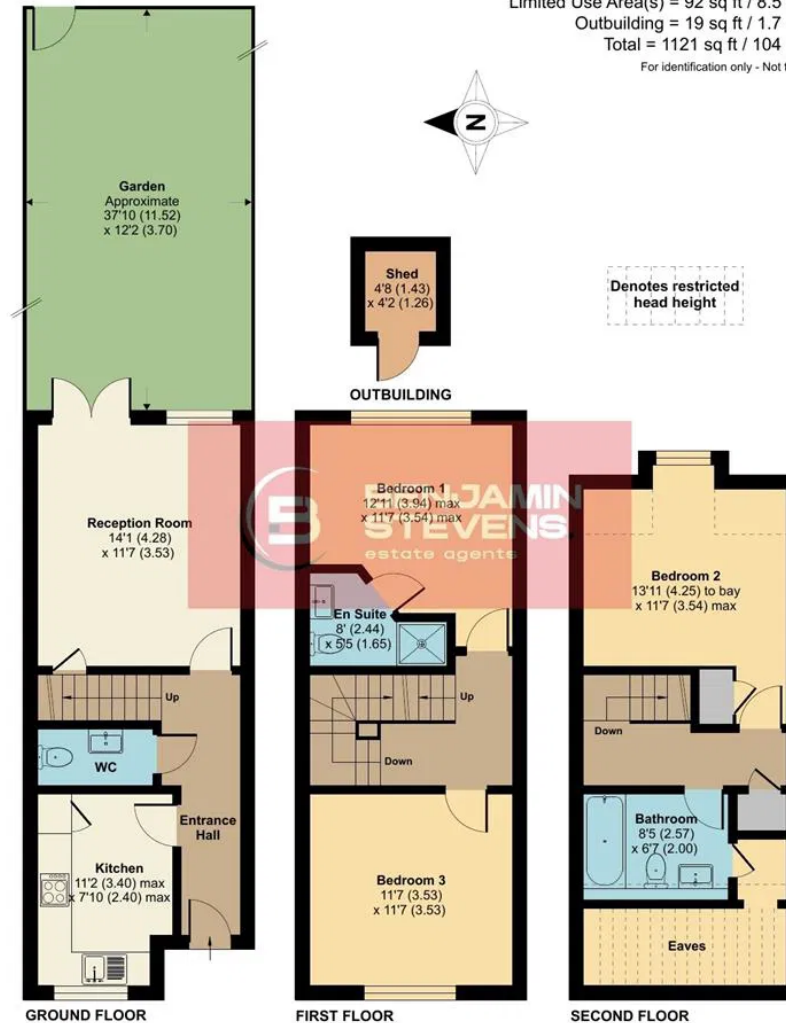 Limited Use Area(s) = 92 sq ft / 8.5
Outbuilding = 19 sq ft / 1.7
Total = 1121 sq ft / 104
For identification only - Not
N
Garden
Approximate
37'10 (11.52)
x 12'2 (3.70)
Shed
4'8 (1.43)
x 4'2 (1.26)
OUTBUILDING
Denotes restricted
head height
Reception Room
14'1 (4.28)
x 11'7 (3.53)
Up
WC
Entrance
Hall
Kitchen
11'2 (3.40) max
x 7'10 (2.40) max
GROUND FLOOR
Bedroom 1
12'11 (3.94) max
x 11'7 (3.54) max
B
BENJAMIN
STEVENS
estate agents
En Suite
8' (2.44)
x 5'5 (1.65)
Up
Down
Bedroom 3
11'7 (3.53)
x 11'7 (3.53)
FIRST FLOOR
Bedroom 2
13'11 (4.25) to bay
x 11'7 (3.54) max
Down
Bathroom
8'5 (2.57)
x 6'7 (2.00)
Eaves
SECOND FLOOR